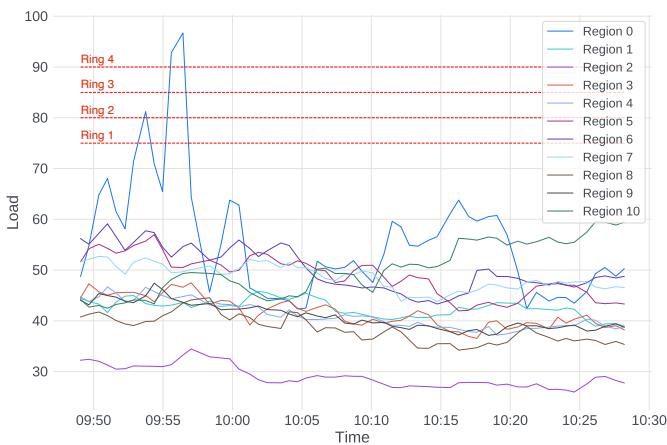 100
90
80
70
60
50
40
30
Load
Ring 4
Ring 3
Ring 2
Ring 1
Region 0
Region 1
Region 2
Region 3
Region 4
Region 5
Region 6
Region 7
Region 8
Region 9
Region 10
09:50
09:55
10:00
10:05
10:10
10:15
10:20
10:25
10:30
Time